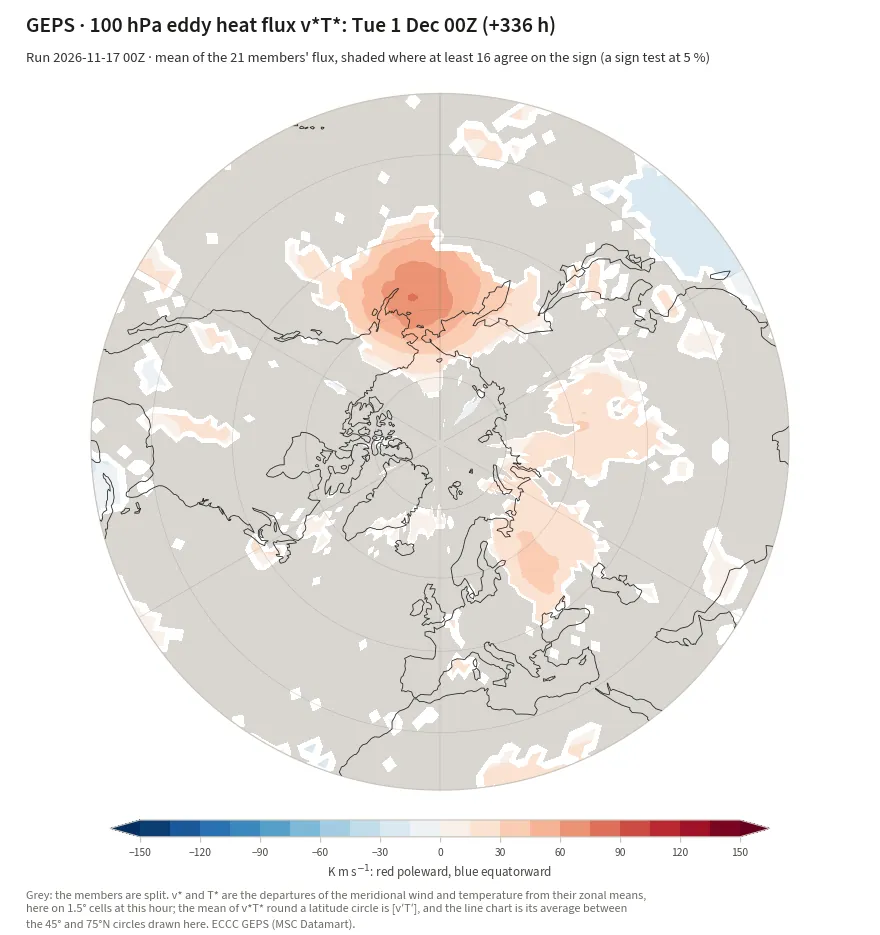 GEPS · 100 hPa eddy heat flux v*T*: Tue 1 Dec 00Z (+336 h)
Run 2026-11-17 00Z · mean of the 21 members' flux, shaded where at least 16 agree on the sign (a sign test at 5 %)
−150 −120 −90 −60 −30 0 30 60 90 120 150
K m s⁻¹: red poleward, blue equatorward
Grey: the members are split. v* and T* are the departures of the meridional wind and temperature from their zonal means,
here on 1.5° cells at this hour; the mean of v*T* round a latitude circle is [v'T'], and the line chart is its average between
the 45° and 75°N circles drawn here. ECCC GEPS (MSC Datamart).